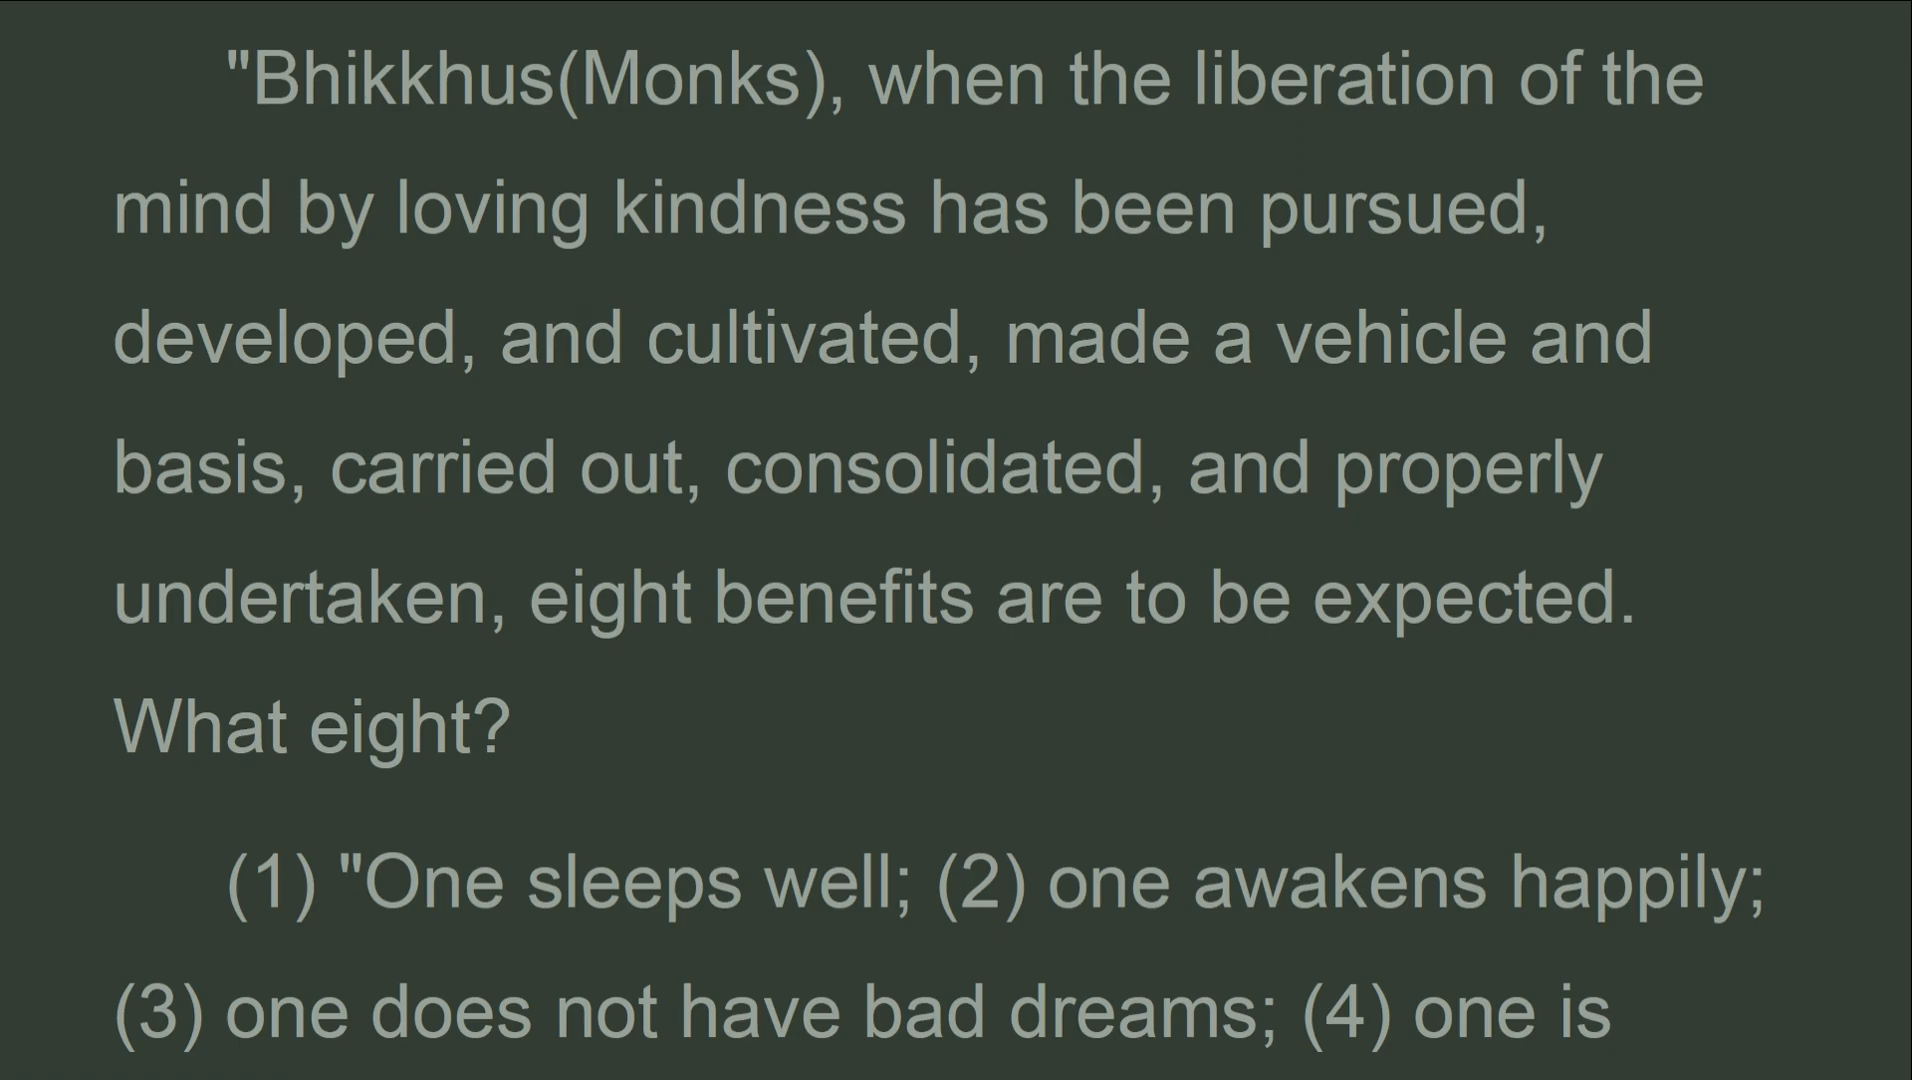 "Bhikkhus(Monks), when the liberation of the
mind by loving kindness has been pursued,
developed, and cultivated, made a vehicle and
basis, carried out, consolidated, and properly
undertaken, eight benefits are to be expected.
What eight?
(1) "One sleeps well; (2) one awakens happily;
(3) one does not have bad dreams; (4) one is